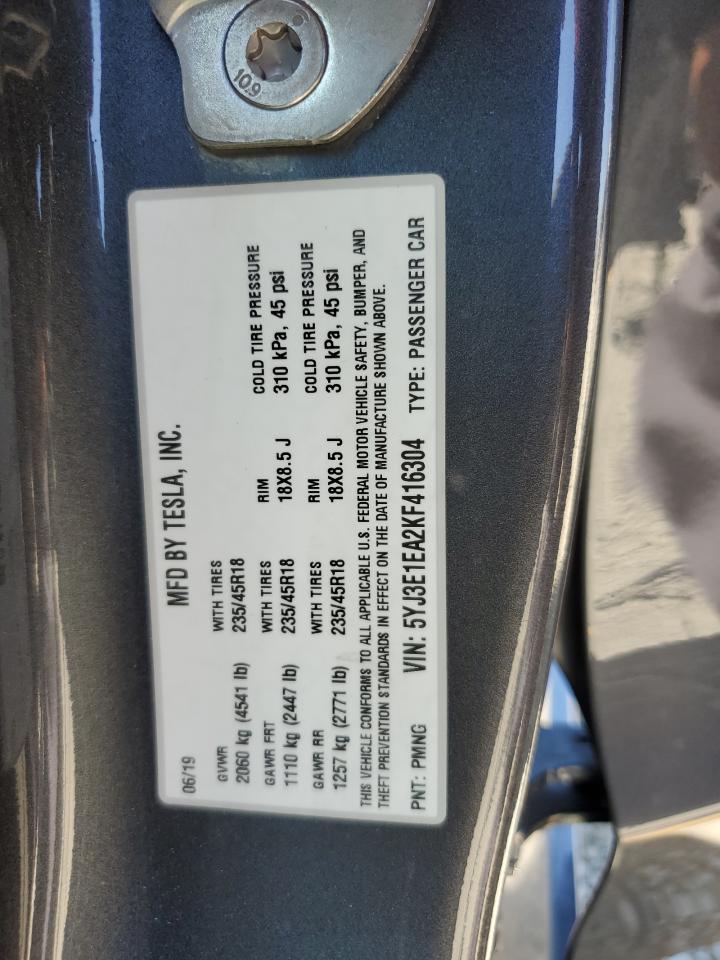 10.9
MFD BY TESLA, INC.
06/19
GVWR WITH TIRES
2060 kg (4541 lb) 235/45R18
GAWR FRT WITH TIRES RIM COLD TIRE PRESSURE
1110 kg (2447 lb) 235/45R18 18X8.5 J 310 kPa, 45 psi
GAWR RR WITH TIRES RIM COLD TIRE PRESSURE
1257 kg (2771 lb) 235/45R18 18X8.5 J 310 kPa, 45 psi
THIS VEHICLE CONFORMS TO ALL APPLICABLE U.S. FEDERAL MOTOR VEHICLE SAFETY, BUMPER, AND
THEFT PREVENTION STANDARDS IN EFFECT ON THE DATE OF MANUFACTURE SHOWN ABOVE.
PNT: PMNG VIN: 5YJ3E1EA2KF416304 TYPE: PASSENGER CAR